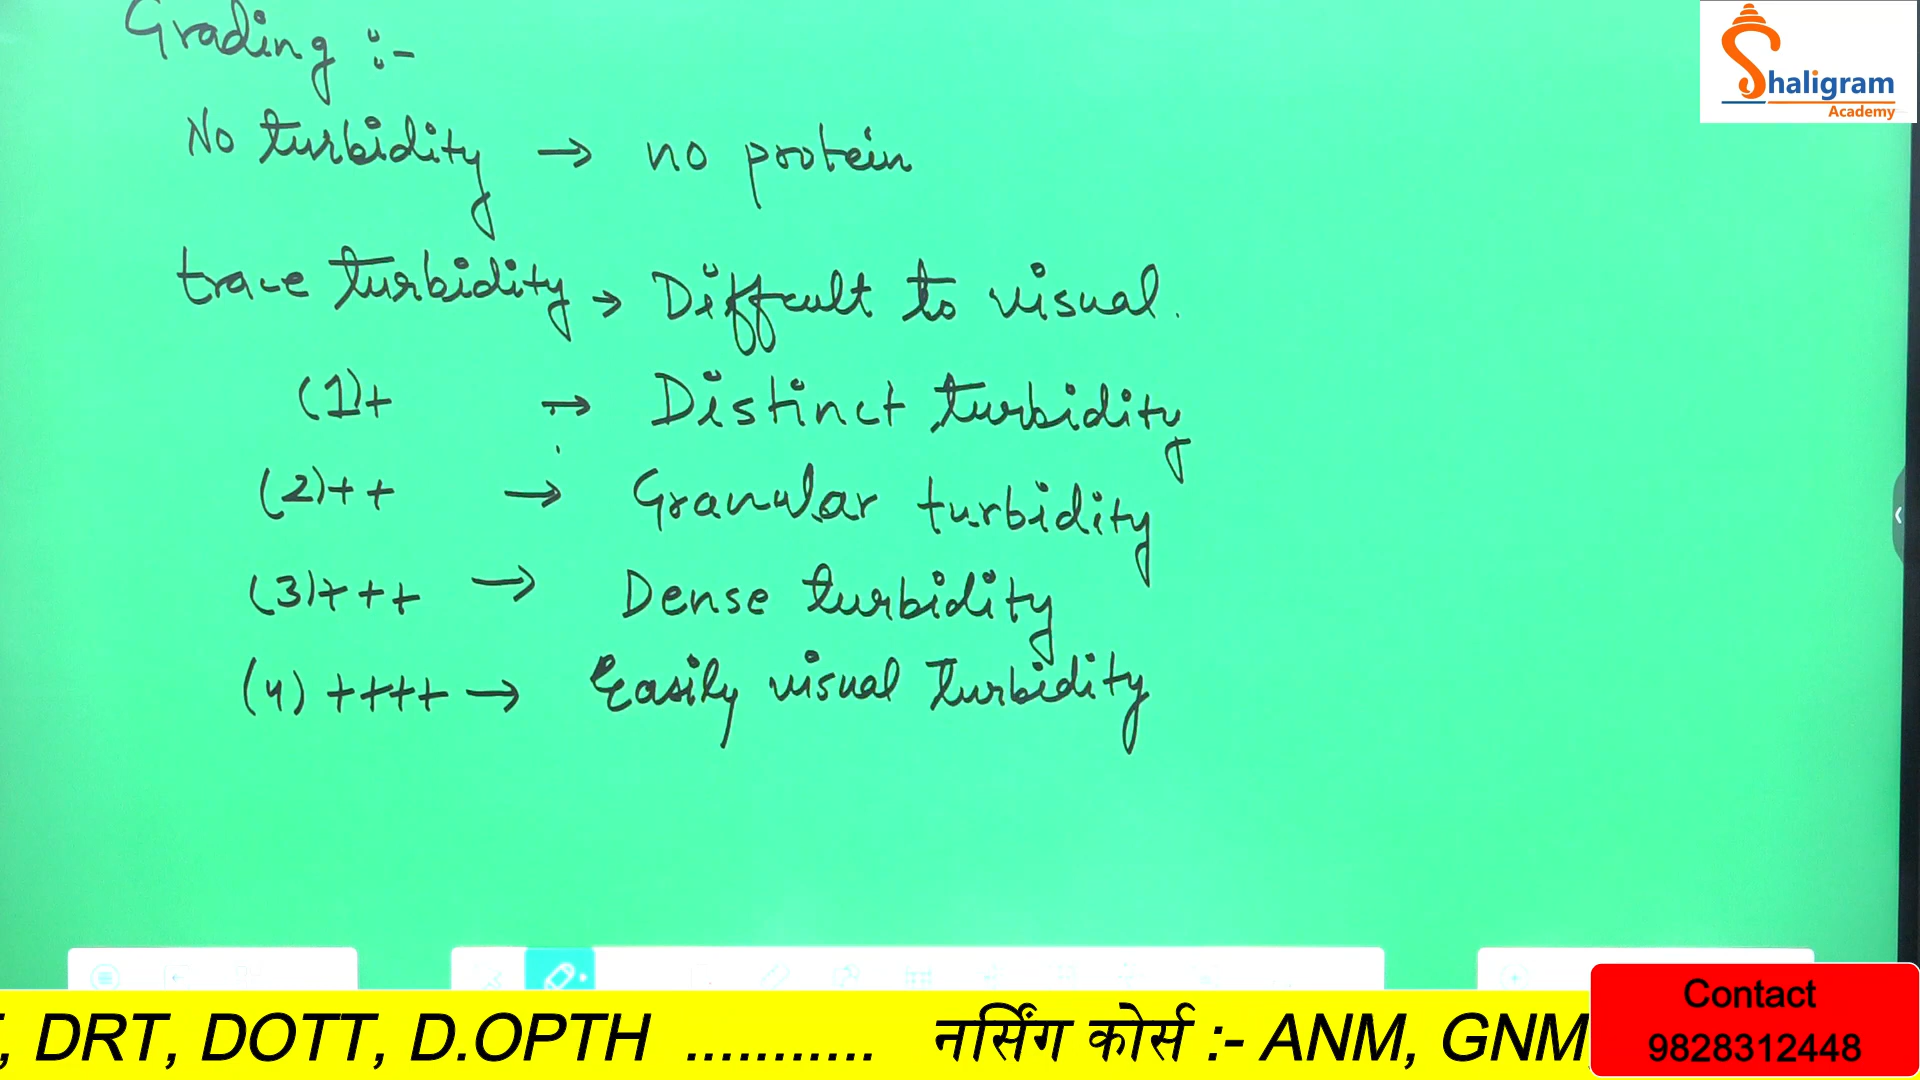 Grading :-
Shaligram
Academy
No turbidity → no protein
trace turbidity → Difficult to visual.
(1)+ → Distinct turbidity
(2)++ → Granular turbidity
(3)+++ → Dense turbidity
(4) ++++ → Easily visual turbidity
, DRT, DOTT, D.OPTH ........... नर्सिंग कोर्स :- ANM, GNM,
Contact
9828312448